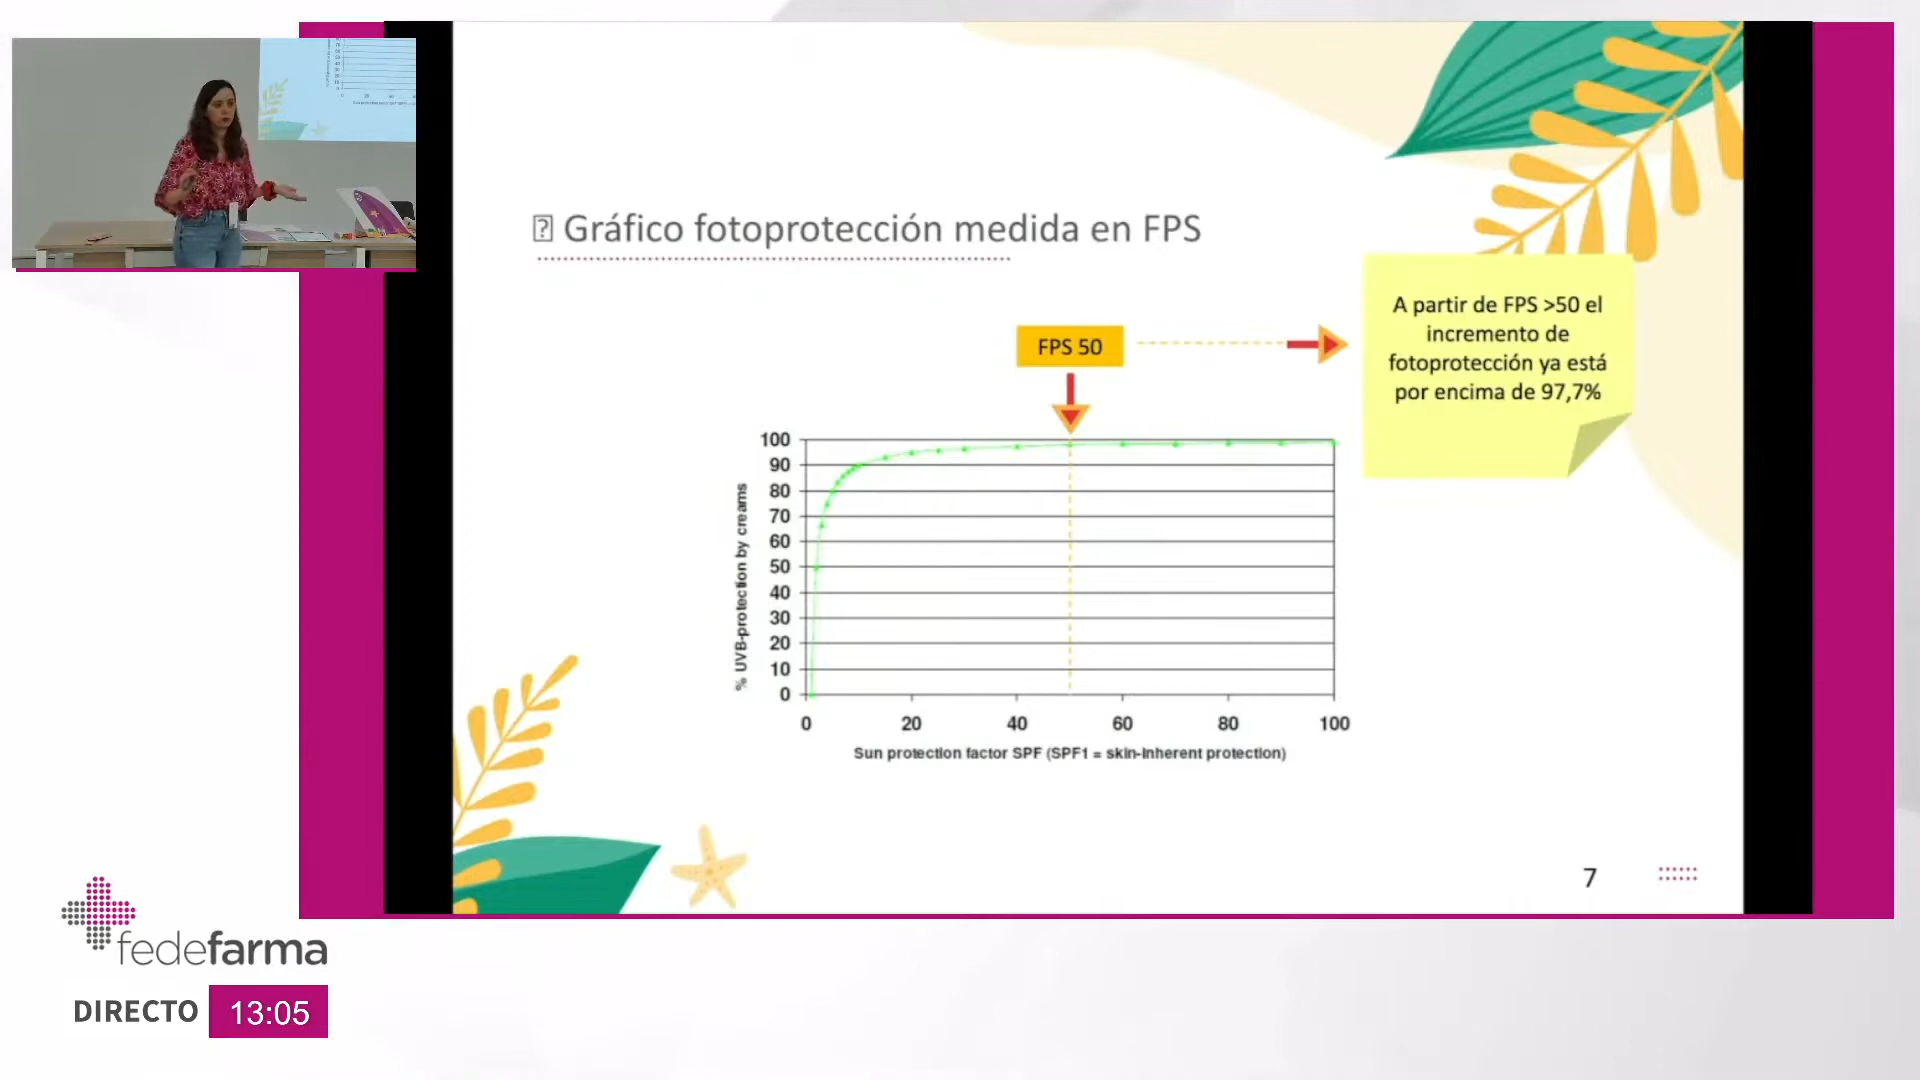 Gráfico fotoprotección medida en FPS
FPS 50
A partir de FPS >50 el
incremento de
fotoprotección ya está
por encima de 97,7%
% UVB-protection by creams
100
90
80
70
60
50
40
30
20
10
0
0 20 40 60 80 100
Sun protection factor SPF (SPF1 = skin-inherent protection)
7
fedefarma
DIRECTO 13:05